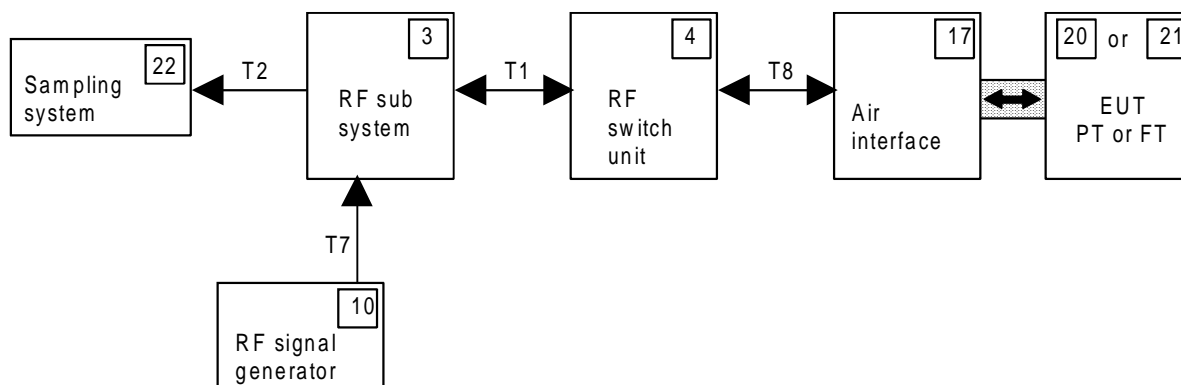 22
Sampling
system
T2
3
RF sub
system
T1
4
RF
switch
unit
T8
17
Air
interface
20 or 21
EUT
PT or FT
T7
10
RF signal
generator